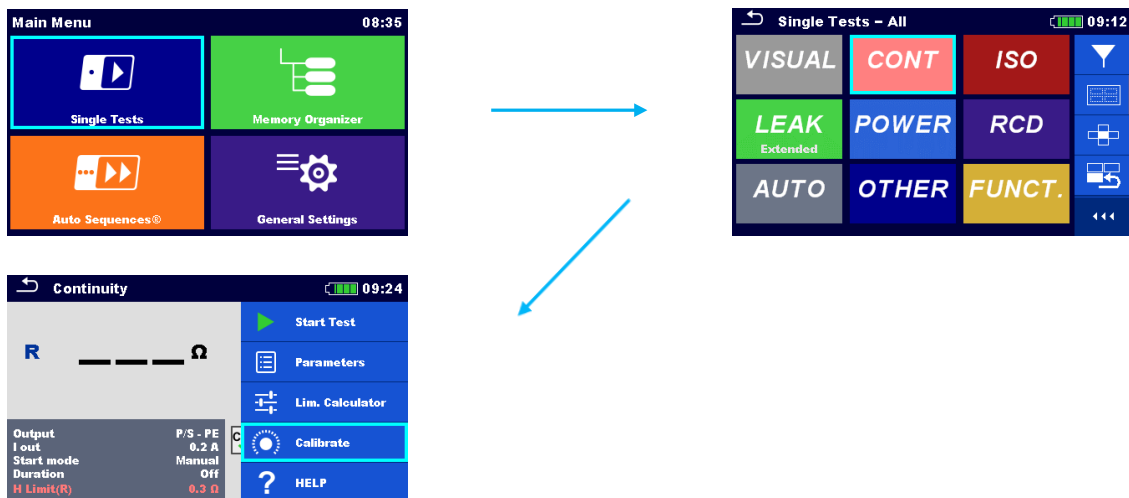 Main Menu 08:35
Single Tests
Memory Organizer
Auto Sequences®
General Settings
Single Tests – All 09:12
VISUAL CONT ISO
LEAK POWER RCD
Extended
AUTO OTHER FUNCT.
Continuity 09:24
R ___Ω
Output P/S - PE
I out 0.2 A
Start mode Manual
Duration Off
H Limit(R) 0.3 Ω
C
Start Test
Parameters
Lim. Calculator
Calibrate
? HELP